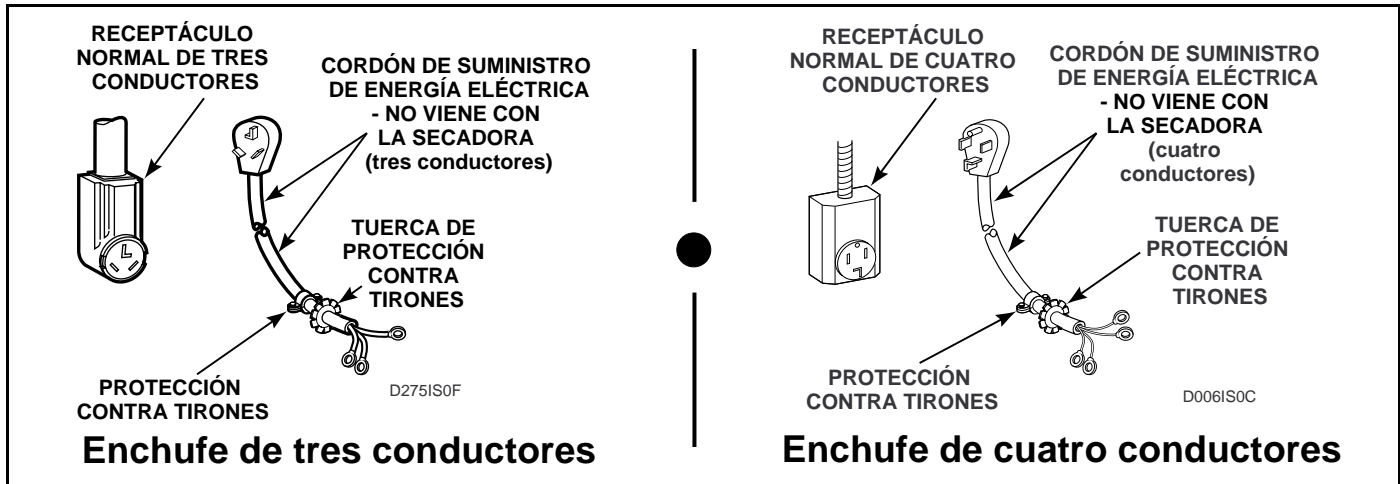 RECEPTÁCULO
NORMAL DE TRES
CONDUCTORES
CORDÓN DE SUMINISTRO
DE ENERGÍA ELÉCTRICA
- NO VIENE CON
LA SECADORA
(tres conductores)
TUERCA DE
PROTECCIÓN
CONTRA
TIRONES
PROTECCIÓN
CONTRA TIRONES
D275IS0F
Enchufe de tres conductores
RECEPTÁCULO
NORMAL DE CUATRO
CONDUCTORES
CORDÓN DE SUMINISTRO
DE ENERGÍA ELÉCTRICA
- NO VIENE CON
LA SECADORA
(cuatro
conductores)
TUERCA DE
PROTECCIÓN
CONTRA
TIRONES
PROTECCIÓN
CONTRA TIRONES
D006IS0C
Enchufe de cuatro conductores